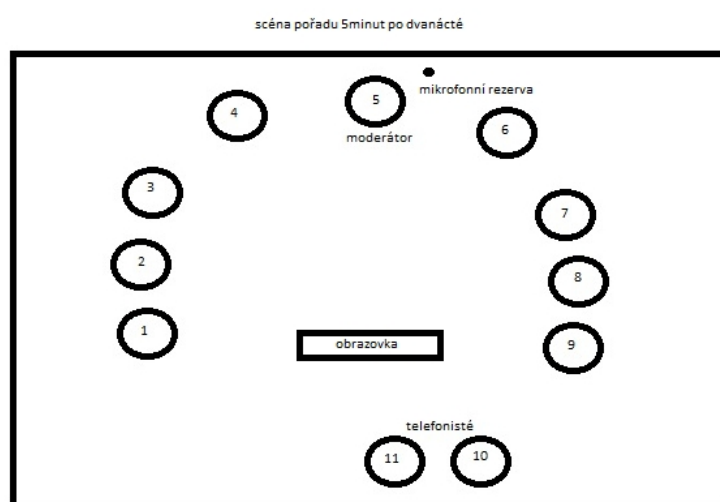 scéna pořadu 5minut po dvanácté
4
5
mikrofonní rezerva
moderátor
6
3
7
2
8
1
obrazovka
9
telefonisté
11
10